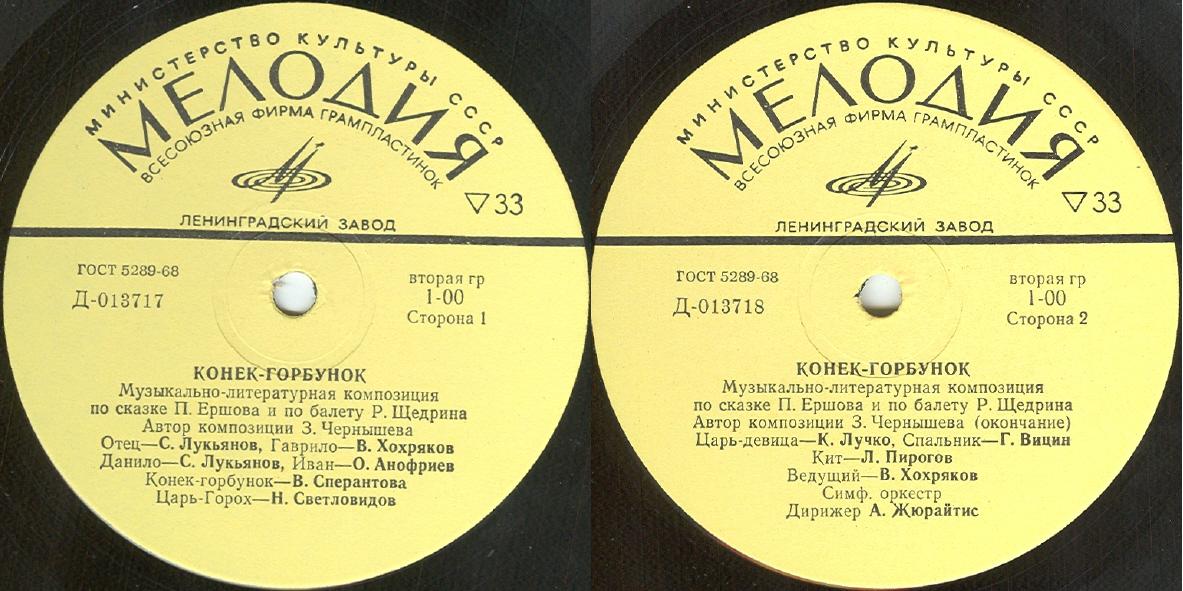 МИНИСТЕРСТВО КУЛЬТУРЫ СССР
МЕЛОДИЯ
ВСЕСОЮЗНАЯ ФИРМА ГРАМПЛАСТИНОК
▽33
ЛЕНИНГРАДСКИЙ ЗАВОД
ГОСТ 5289-68
Д-013717
вторая гр
1-00
Сторона 1
КОНЕК-ГОРБУНОК
Музыкально-литературная композиция
по сказке П. Ершова и по балету Р. Щедрина
Автор композиции З. Чернышева
Отец—С. Лукьянов, Гаврило—В. Хохряков
Данило—С. Лукьянов, Иван—О. Анофриев
Конек-горбунок—В. Сперантова
Царь-Горох—Н. Светловидов
МИНИСТЕРСТВО КУЛЬТУРЫ СССР
МЕЛОДИЯ
ВСЕСОЮЗНАЯ ФИРМА ГРАМПЛАСТИНОК
▽33
ЛЕНИНГРАДСКИЙ ЗАВОД
ГОСТ 5289-68
Д-013718
вторая гр
1-00
Сторона 2
КОНЕК-ГОРБУНОК
Музыкально-литературная композиция
по сказке П. Ершова и по балету Р. Щедрина
Автор композиции З. Чернышева (окончание)
Царь-девица—К. Лучко, Спальник—Г. Вицин
Кит—Л. Пирогов
Ведущий—В. Хохряков
Симф. оркестр
Дирижер А. Жюрайтис